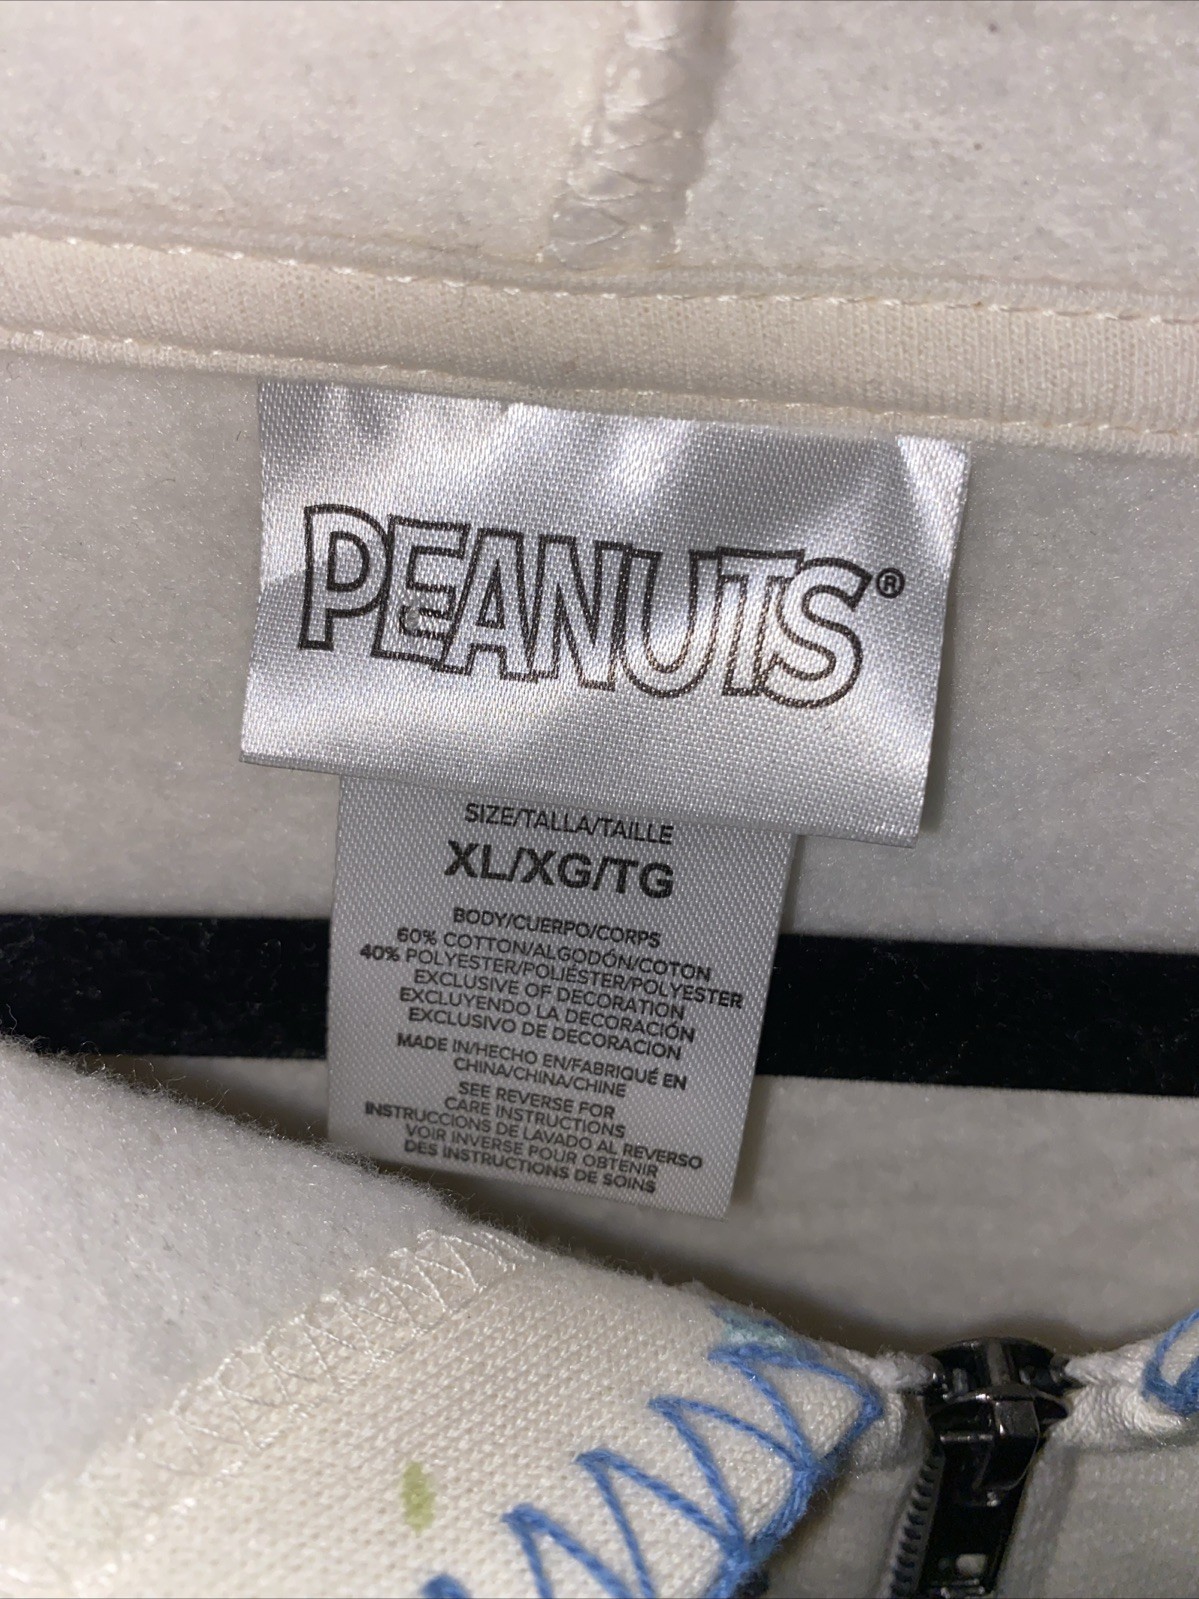 PEANUTS®
SIZE/TALLA/TAILLE
XL/XG/TG
BODY/CUERPO/CORPS
60% COTTON/ALGODÓN/COTON
40% POLYESTER/POLIÉSTER/POLYESTER
EXCLUSIVE OF DECORATION
EXCLUYENDO LA DECORACIÓN
EXCLUSIVO DE DECORACION
MADE IN/HECHO EN/FABRIQUÉ EN
CHINA/CHINA/CHINE
SEE REVERSE FOR
CARE INSTRUCTIONS
INSTRUCCIONES DE LAVADO AL REVERSO
VOIR INVERSE POUR OBTENIR
DES INSTRUCTIONS DE SOINS